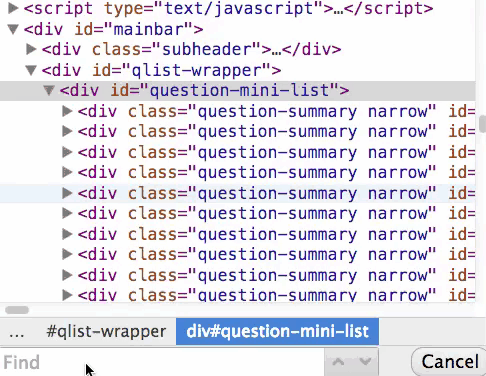 <script type="text/javascript">…</script>
<div id="mainbar">
<div class="subheader">…</div>
<div id="qlist-wrapper">
<div id="question-mini-list">
<div class="question-summary narrow" id=
<div class="question-summary narrow" id=
<div class="question-summary narrow" id=
<div class="question-summary narrow" id=
<div class="question-summary narrow" id=
<div class="question-summary narrow" id=
<div class="question-summary narrow" id=
<div class="question-summary narrow" id=
<div class="question-summary narrow" id=
<div class="question-summary narrow" id=
... #qlist-wrapper div#question-mini-list
Find Cancel